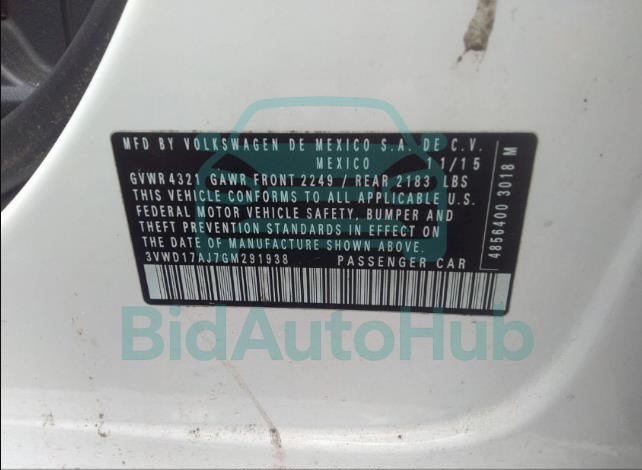 MFD BY VOLKSWAGEN DE MEXICO S.A. DE C.V.
MEXICO 11/15
GVWR 4321 GAWR FRONT 2249 / REAR 2183 LBS
THIS VEHICLE CONFORMS TO ALL APPLICABLE U.S.
FEDERAL MOTOR VEHICLE SAFETY, BUMPER AND
THEFT PREVENTION STANDARDS IN EFFECT ON
THE DATE OF MANUFACTURE SHOWN ABOVE.
3VWD17AJ7GM291938 PASSENGER CAR
4856400 3018 M
BidAutoHub